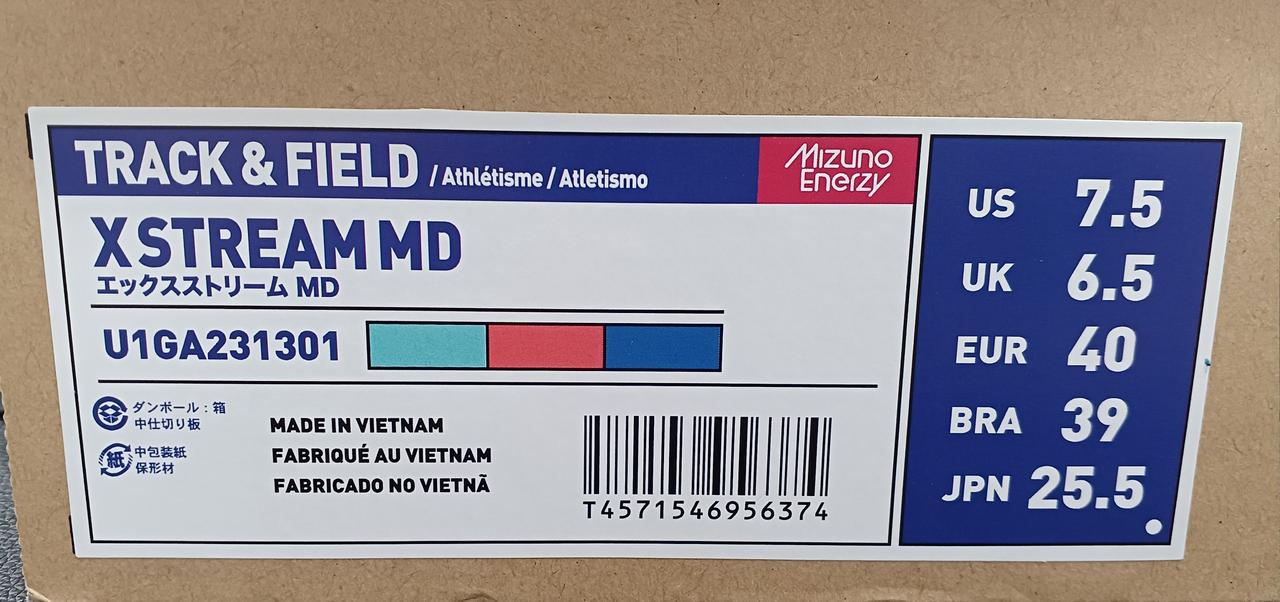 TRACK & FIELD / Athlétisme / Atletismo
Mizuno
Enerzy
X STREAM MD
エックスストリーム MD
U1GA231301
ダンボール：箱
中仕切り板
紙
中包装紙
保形材
MADE IN VIETNAM
FABRIQUÉ AU VIETNAM
FABRICADO NO VIETNÃ
T4571546956374
US 7.5
UK 6.5
EUR 40
BRA 39
JPN 25.5